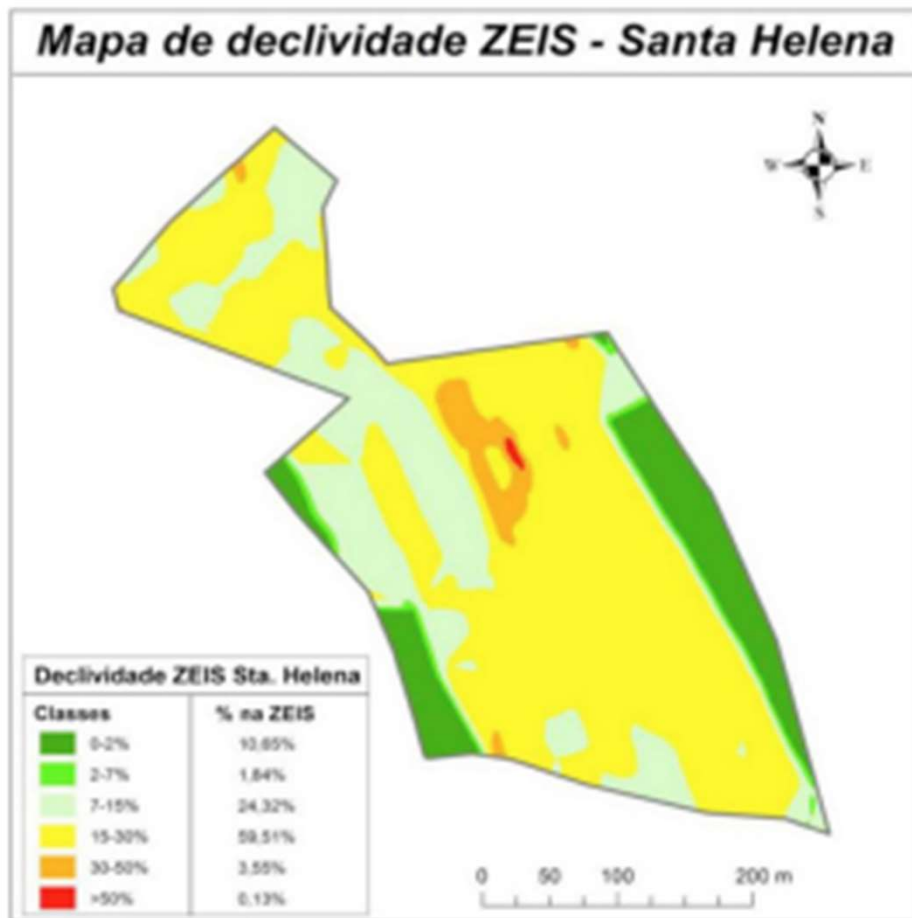 Mapa de declividade ZEIS - Santa Helena
N
W E
S
Declividade ZEIS Sta. Helena
Classes % na ZEIS
0-2% 10,65%
2-7% 1,84%
7-15% 24,32%
15-30% 59,51%
30-50% 3,55%
>50% 0,13%
0 50 100 200 m